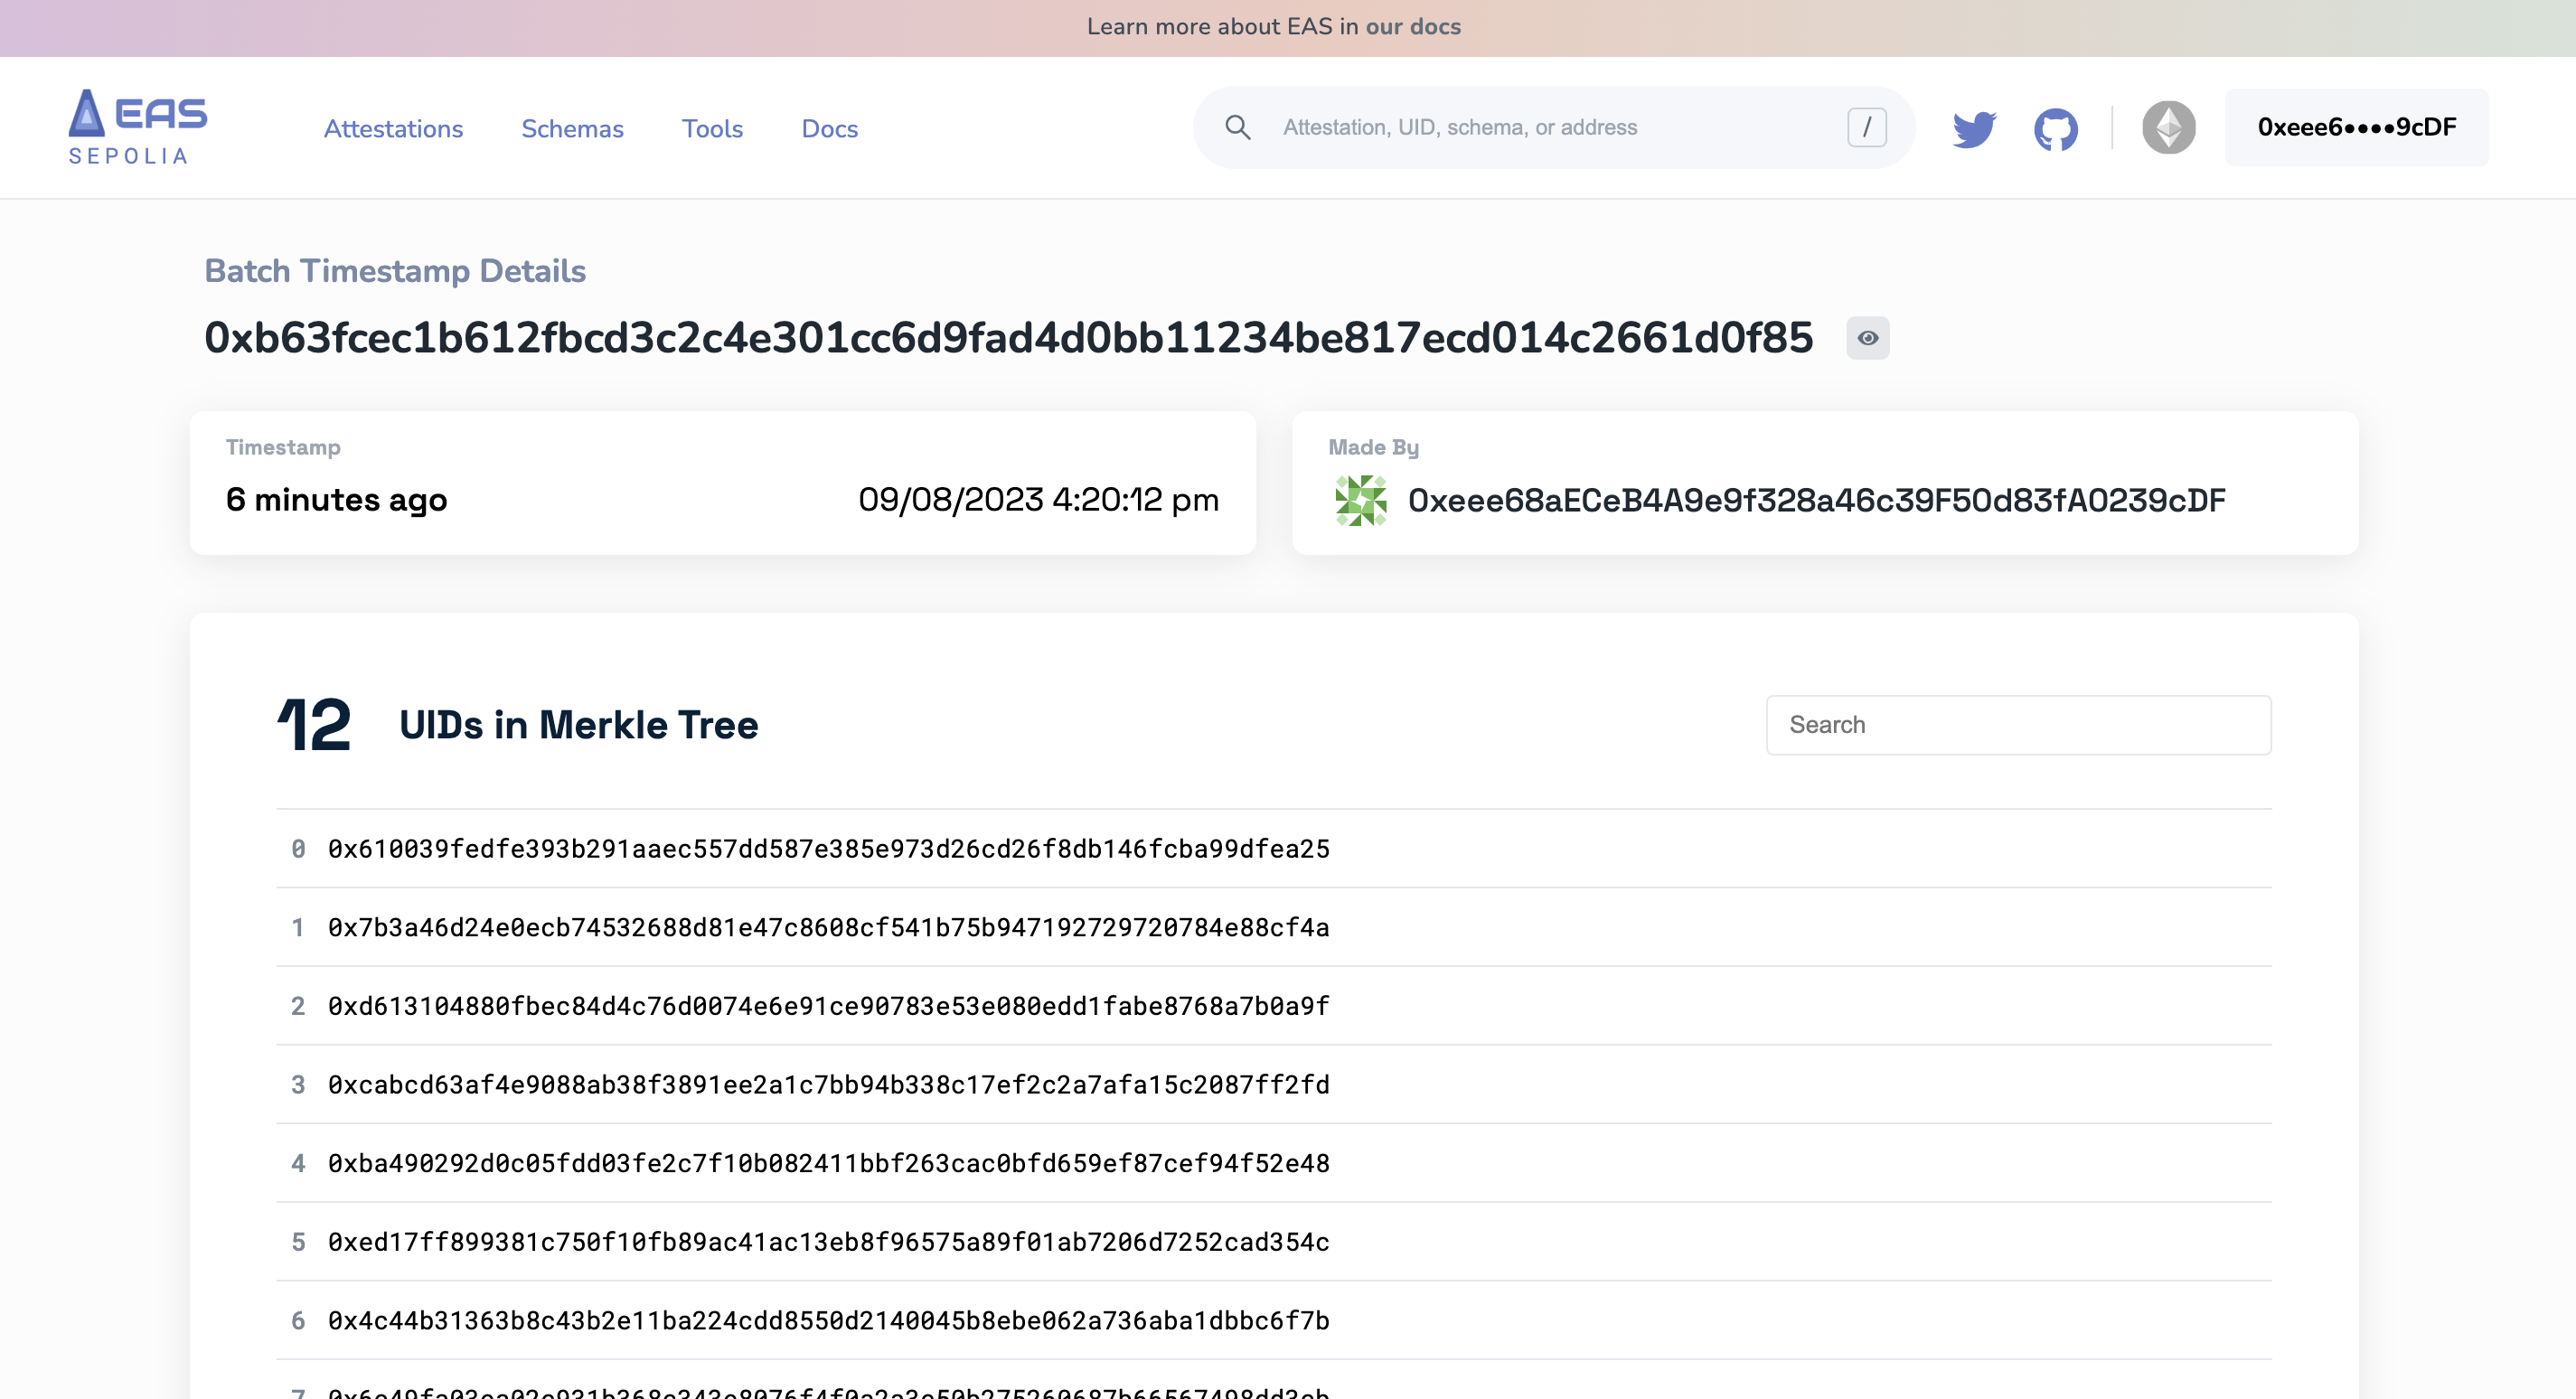 Learn more about EAS in our docs
EAS
SEPOLIA
Attestations Schemas Tools Docs
Attestation, UID, schema, or address /
0xeee6••••9cDF
Batch Timestamp Details
0xb63fcec1b612fbcd3c2c4e301cc6d9fad4d0bb11234be817ecd014c2661d0f85
Timestamp
6 minutes ago 09/08/2023 4:20:12 pm
Made By
0xeee68aECeB4A9e9f328a46c39F50d83fA0239cDF
12 UIDs in Merkle Tree
Search
0 0x610039fedfe393b291aaec557dd587e385e973d26cd26f8db146fcba99dfea25
1 0x7b3a46d24e0ecb74532688d81e47c8608cf541b75b947192729720784e88cf4a
2 0xd613104880fbec84d4c76d0074e6e91ce90783e53e080edd1fabe8768a7b0a9f
3 0xcabcd63af4e9088ab38f3891ee2a1c7bb94b338c17ef2c2a7afa15c2087ff2fd
4 0xba490292d0c05fdd03fe2c7f10b082411bbf263cac0bfd659ef87cef94f52e48
5 0xed17ff899381c750f10fb89ac41ac13eb8f96575a89f01ab7206d7252cad354c
6 0x4c44b31363b8c43b2e11ba224cdd8550d2140045b8ebe062a736aba1dbbc6f7b
7